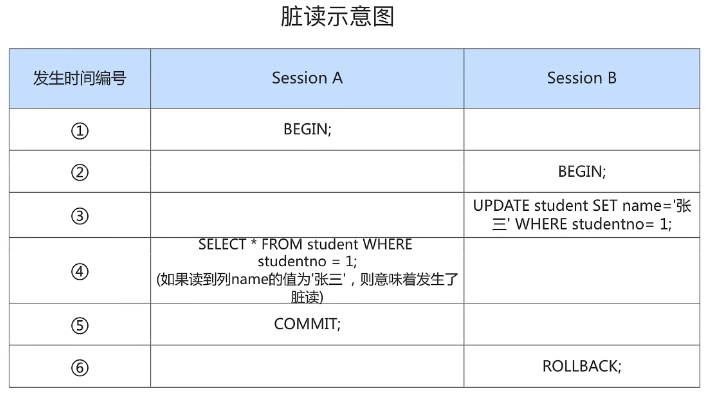 脏读示意图
发生时间编号 Session A Session B
① BEGIN;
② BEGIN;
③ UPDATE student SET name='张
三' WHERE studentno= 1;
④ SELECT * FROM student WHERE
studentno = 1;
(如果读到列name的值为'张三'，则意味着发生了
脏读)
⑤ COMMIT;
⑥ ROLLBACK;